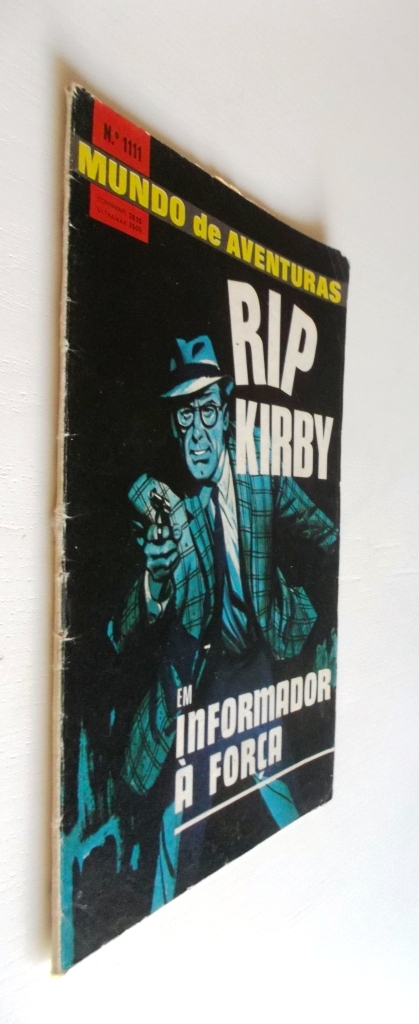 N.º 1111
MUNDO de AVENTURAS
RIP
KIRBY
EM
INFORMADOR
À FORÇA